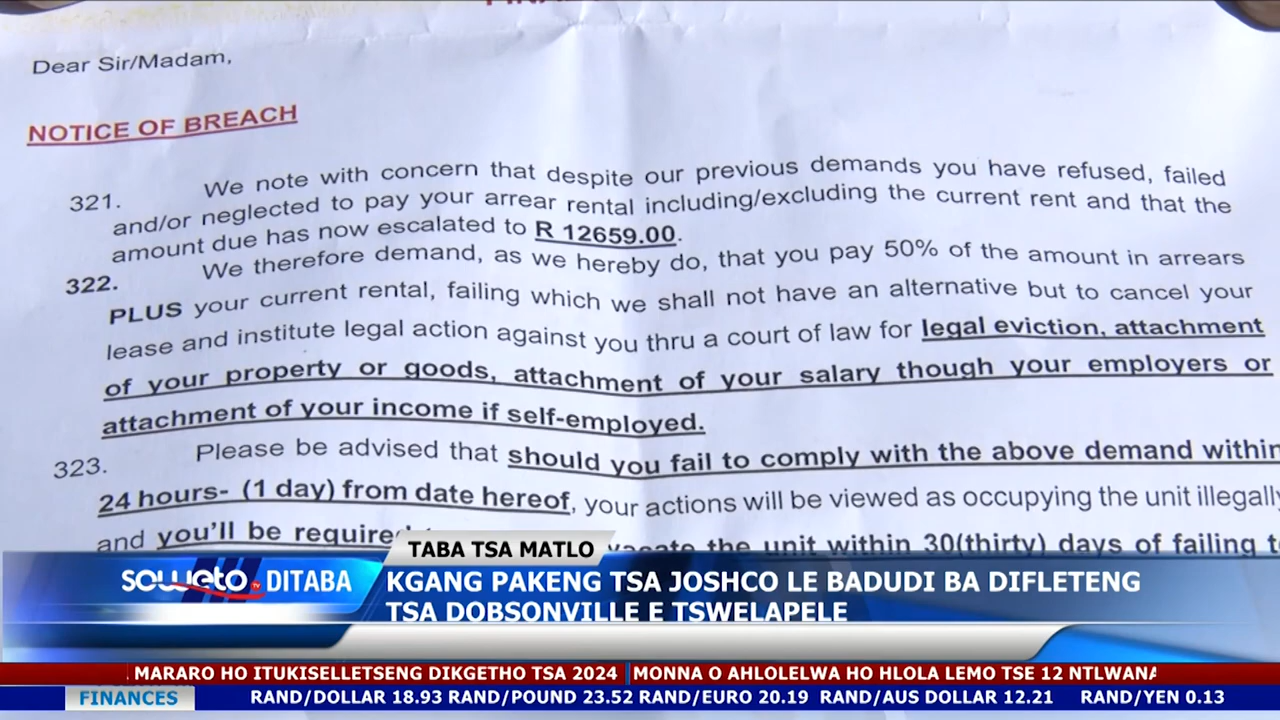 Dear Sir/Madam,
NOTICE OF BREACH
321. We note with concern that despite our previous demands you have refused, failed
and/or neglected to pay your arrear rental including/excluding the current rent and that the
amount due has now escalated to R 12659.00.
322. We therefore demand, as we hereby do, that you pay 50% of the amount in arrears
PLUS your current rental, failing which we shall not have an alternative but to cancel your
lease and institute legal action against you thru a court of law for legal eviction, attachment
of your property or goods, attachment of your salary though your employers or
attachment of your income if self-employed.
323. Please be advised that should you fail to comply with the above demand within
24 hours- (1 day) from date hereof, your actions will be viewed as occupying the unit illegally
and you'll be required the unit within 30(thirty) days of failing to
TABA TSA MATLO
soweto TV DITABA
KGANG PAKENG TSA JOSHCO LE BADUDI BA DIFLETENG
TSA DOBSONVILLE E TSWELAPELE
MARARO HO ITUKISELLETSENG DIKGETHO TSA 2024 MONNA O AHLOLELWA HO HLOLA LEMO TSE 12 NTLWANA
FINANCES RAND/DOLLAR 18.93 RAND/POUND 23.52 RAND/EURO 20.19 RAND/AUS DOLLAR 12.21 RAND/YEN 0.13